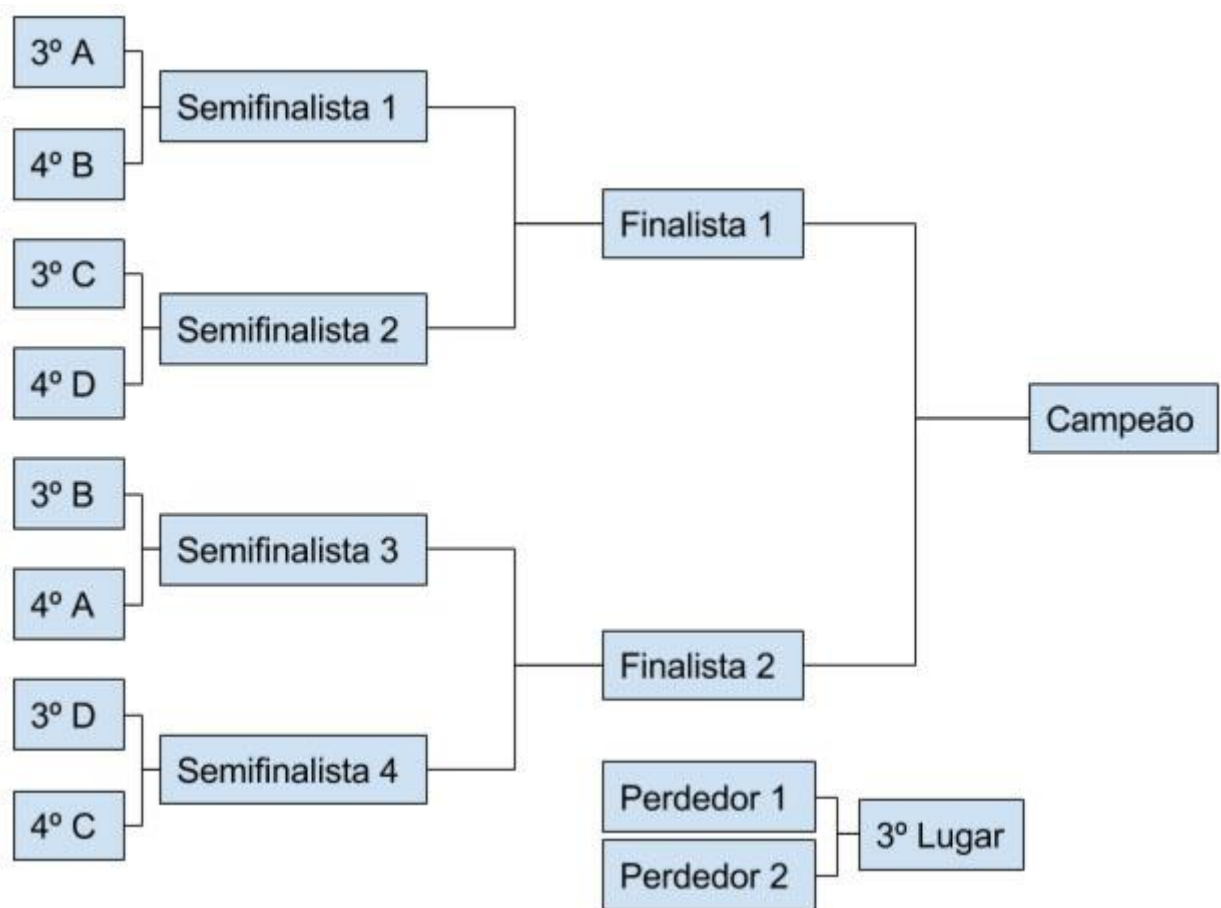 3º A
4º B
3º C
4º D
3º B
4º A
3º D
4º C
Semifinalista 1
Semifinalista 2
Semifinalista 3
Semifinalista 4
Finalista 1
Finalista 2
Campeão
Perdedor 1
Perdedor 2
3º Lugar